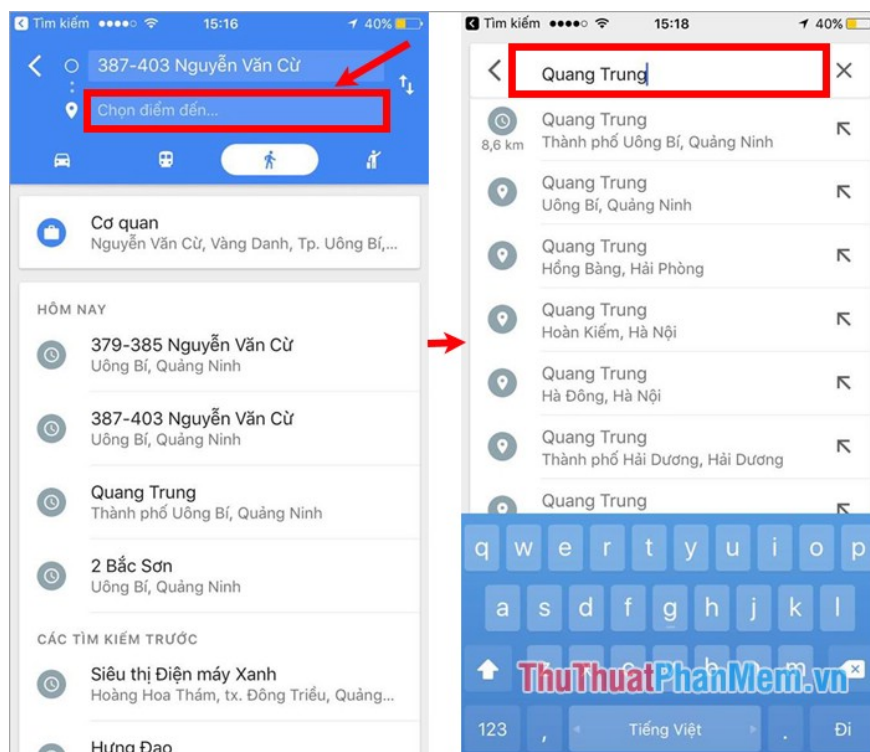 Tìm kiếm 15:16 40%
387-403 Nguyễn Văn Cừ
Chọn điểm đến...
Cơ quan
Nguyễn Văn Cừ, Vàng Danh, Tp. Uông Bí,...
HÔM NAY
379-385 Nguyễn Văn Cừ
Uông Bí, Quảng Ninh
387-403 Nguyễn Văn Cừ
Uông Bí, Quảng Ninh
Quang Trung
Thành phố Uông Bí, Quảng Ninh
2 Bắc Sơn
Uông Bí, Quảng Ninh
CÁC TÌM KIẾM TRƯỚC
Siêu thị Điện máy Xanh
Hoàng Hoa Thám, tx. Đông Triều, Quảng...
Hưng Đạo
Tìm kiếm 15:18 40%
Quang Trung
Quang Trung
8,6 km Thành phố Uông Bí, Quảng Ninh
Quang Trung
Uông Bí, Quảng Ninh
Quang Trung
Hồng Bàng, Hải Phòng
Quang Trung
Hoàn Kiếm, Hà Nội
Quang Trung
Hà Đông, Hà Nội
Quang Trung
Thành phố Hải Dương, Hải Dương
Quang Trung
q w e r t y u i o p
a s d f g h j k l
ThuThuatPhanMem.vn
123 , Tiếng Việt . Đi